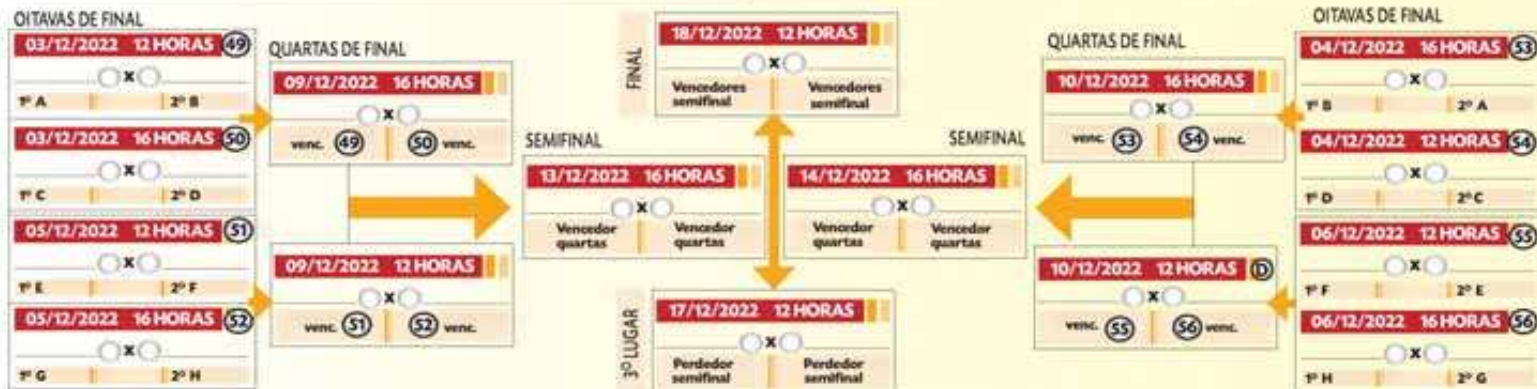 OITAVAS DE FINAL
03/12/2022 12 HORAS 49
X
1º A 2º B
03/12/2022 16 HORAS 50
X
1º C 2º D
05/12/2022 12 HORAS 51
X
1º E 2º F
05/12/2022 16 HORAS 52
X
1º G 2º H
QUARTAS DE FINAL
09/12/2022 16 HORAS
X
venc. 49 50 venc.
09/12/2022 12 HORAS
X
venc. 51 52 venc.
SEMIFINAL
13/12/2022 16 HORAS
X
Vencedor Vencedor
quartas quartas
FINAL
18/12/2022 12 HORAS
X
Vencedores Vencedores
semifinal semifinal
3º LUGAR
17/12/2022 12 HORAS
X
Perdedor Perdedor
semifinal semifinal
SEMIFINAL
14/12/2022 16 HORAS
X
Vencedor Vencedor
quartas quartas
QUARTAS DE FINAL
10/12/2022 16 HORAS
X
venc. 53 54 venc.
10/12/2022 12 HORAS D
X
venc. 55 56 venc.
OITAVAS DE FINAL
04/12/2022 16 HORAS 53
X
1º B 2º A
04/12/2022 12 HORAS 54
X
1º D 2º C
06/12/2022 12 HORAS 55
X
1º F 2º E
06/12/2022 16 HORAS 56
X
1º H 2º G